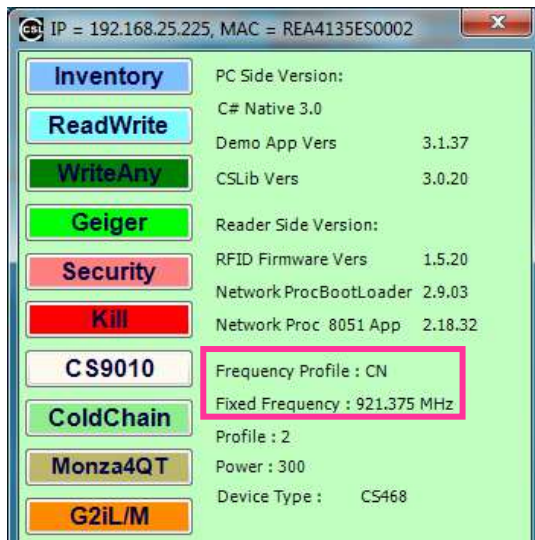 CSL IP = 192.168.25.225, MAC = REA4135ES0002
Inventory
ReadWrite
WriteAny
Geiger
Security
Kill
CS9010
ColdChain
Monza4QT
G2iL/M
PC Side Version:
C# Native 3.0
Demo App Vers 3.1.37
CSLib Vers 3.0.20
Reader Side Version:
RFID Firmware Vers 1.5.20
Network ProcBootLoader 2.9.03
Network Proc 8051 App 2.18.32
Frequency Profile : CN
Fixed Frequency : 921.375 MHz
Profile : 2
Power : 300
Device Type : CS468